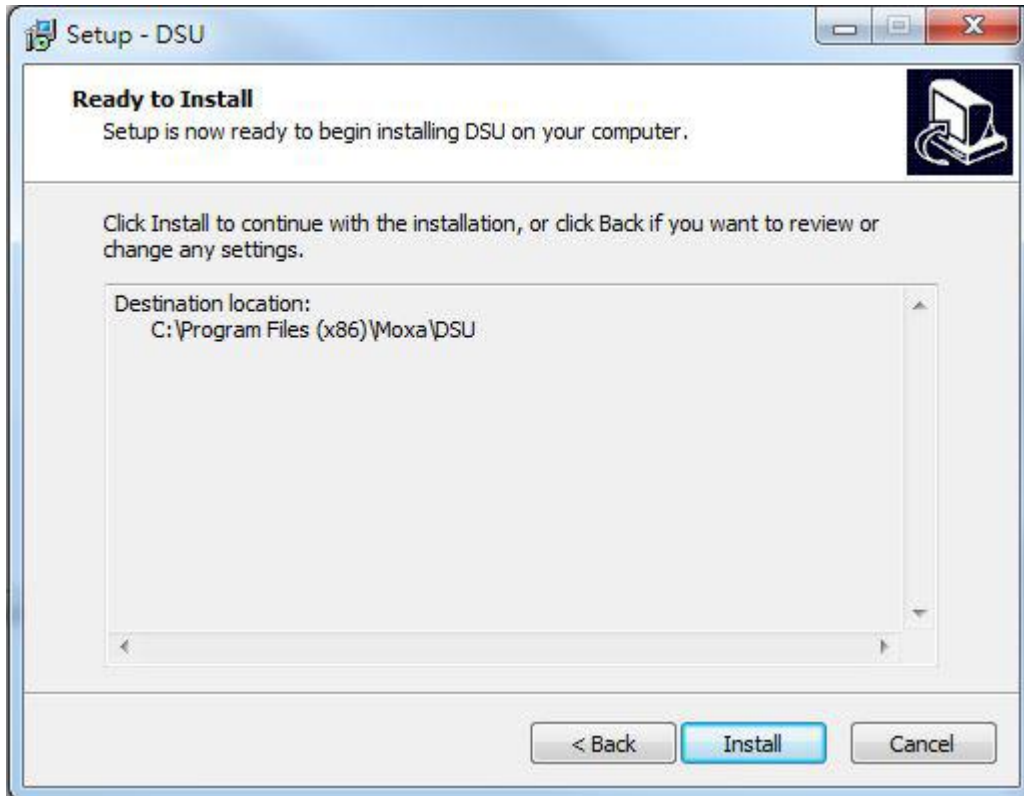 Setup - DSU
Ready to Install
Setup is now ready to begin installing DSU on your computer.
Click Install to continue with the installation, or click Back if you want to review or
change any settings.
Destination location:
C:\Program Files (x86)\Moxa\DSU
< Back
Install
Cancel